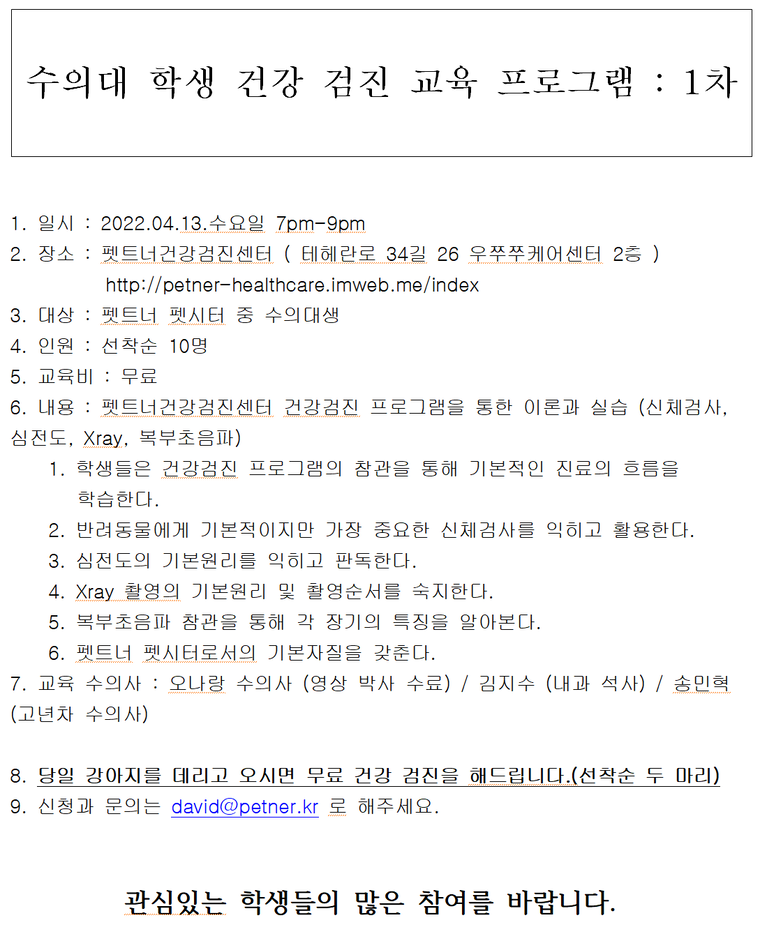 수의대 학생 건강 검진 교육 프로그램 : 1차
1. 일시 : 2022.04.13.수요일 7pm-9pm
2. 장소 : 펫트너건강검진센터 ( 테헤란로 34길 26 우쭈쭈케어센터 2층 )
http://petner-healthcare.imweb.me/index
3. 대상 : 펫트너 펫시터 중 수의대생
4. 인원 : 선착순 10명
5. 교육비 : 무료
6. 내용 : 펫트너건강검진센터 건강검진 프로그램을 통한 이론과 실습 (신체검사,
심전도, Xray, 복부초음파)
1. 학생들은 건강검진 프로그램의 참관을 통해 기본적인 진료의 흐름을
학습한다.
2. 반려동물에게 기본적이지만 가장 중요한 신체검사를 익히고 활용한다.
3. 심전도의 기본원리를 익히고 판독한다.
4. Xray 촬영의 기본원리 및 촬영순서를 숙지한다.
5. 복부초음파 참관을 통해 각 장기의 특징을 알아본다.
6. 펫트너 펫시터로서의 기본자질을 갖춘다.
7. 교육 수의사 : 오나랑 수의사 (영상 박사 수료) / 김지수 (내과 석사) / 송민혁
(고년차 수의사)
8. 당일 강아지를 데리고 오시면 무료 건강 검진을 해드립니다.(선착순 두 마리)
9. 신청과 문의는 david@petner.kr 로 해주세요.
관심있는 학생들의 많은 참여를 바랍니다.